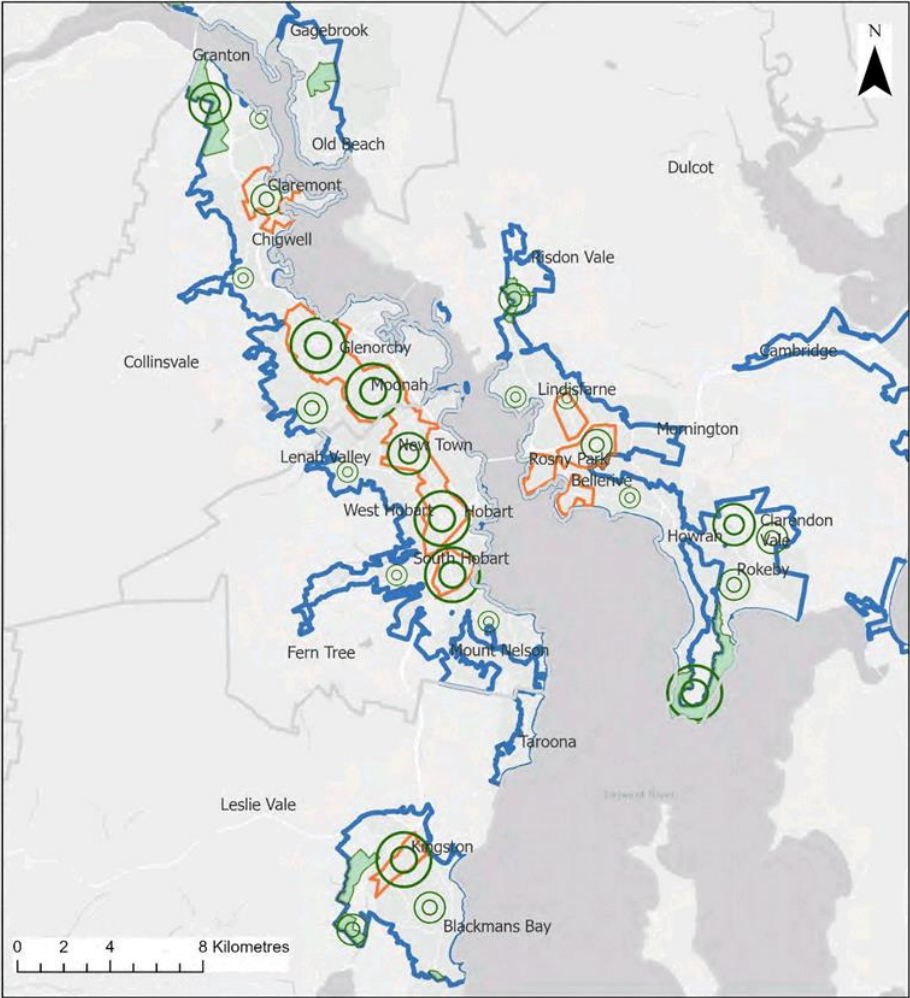 Gagebrook
N
Granton
Old Beach
Dulcot
Claremont
Chigwell
Risdon Vale
Cambridge
Glenorchy
Collinsvale
Moonah
Lindisfarne
Mornington
New Town
Lenah Valley
Rosny Park
Bellerive
West Hobart
Hobart
Clarendon
Vale
Howrah
South Hobart
Rokeby
Fern Tree
Mount Nelson
Taroona
Leslie Vale
Kingston
Blackmans Bay
0 2 4 8 Kilometres